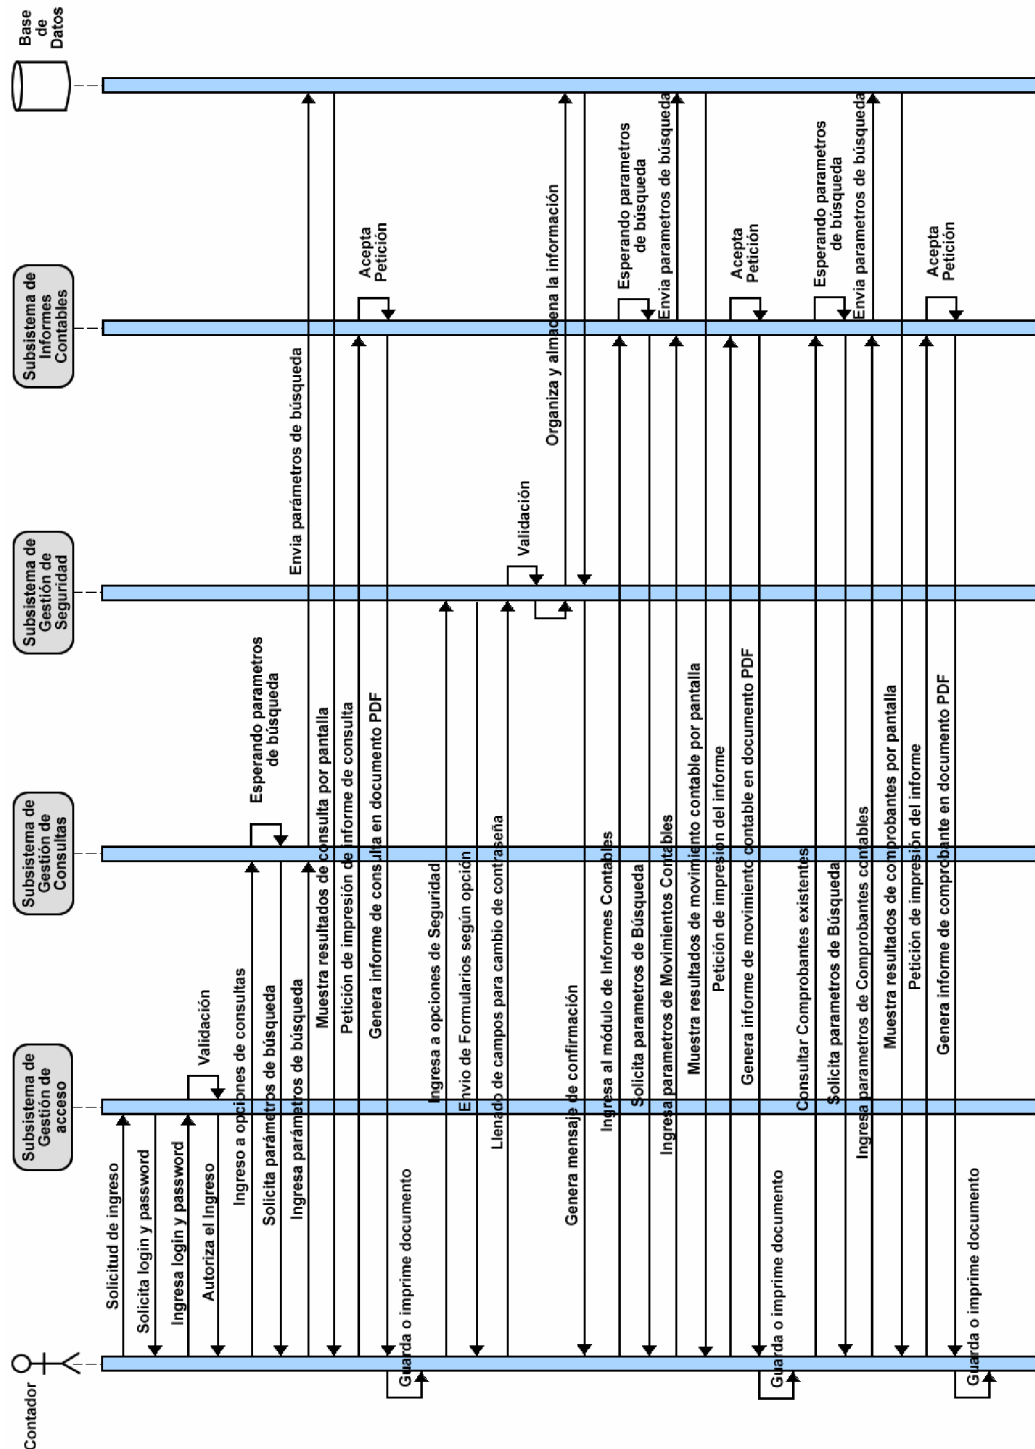 Contador
Subsistema de
Gestión de
acceso
Subsistema de
Gestión de
Consultas
Subsistema de
Gestión de
Seguridad
Subsistema de
Informes
Contables
Base
de
Datos
Solicitud de ingreso
Solicita login y password
Ingresa login y password
Validación
Autoriza el Ingreso
Ingreso a opciones de consultas
Esperando parametros
de búsqueda
Solicita parámetros de búsqueda
Ingresa parámetros de búsqueda
Envia parámetros de búsqueda
Muestra resultados de consulta por pantalla
Petición de impresión de informe de consulta
Acepta
Petición
Genera informe de consulta en documento PDF
Guarda o imprime documento
Ingresa a opciones de Seguridad
Envio de Formularios según opción
Llenado de campos para cambio de contraseña
Validación
Organiza y almacena la información
Genera mensaje de confirmación
Ingresa al módulo de Informes Contables
Esperando parametros
de búsqueda
Solicita parametros de Búsqueda
Ingresa parametros de Movimientos Contables
Envia parametros de búsqueda
Muestra resultados de movimiento contable por pantalla
Petición de impresión del informe
Acepta
Petición
Genera informe de movimiento contable en documento PDF
Guarda o imprime documento
Consultar Comprobantes existentes
Esperando parametros
de búsqueda
Solicita parametros de Búsqueda
Ingresa parametros de Comprobantes contables
Envia parametros de búsqueda
Muestra resultados de comprobantes por pantalla
Petición de impresión del informe
Acepta
Petición
Genera informe de comprobante en documento PDF
Guarda o imprime documento